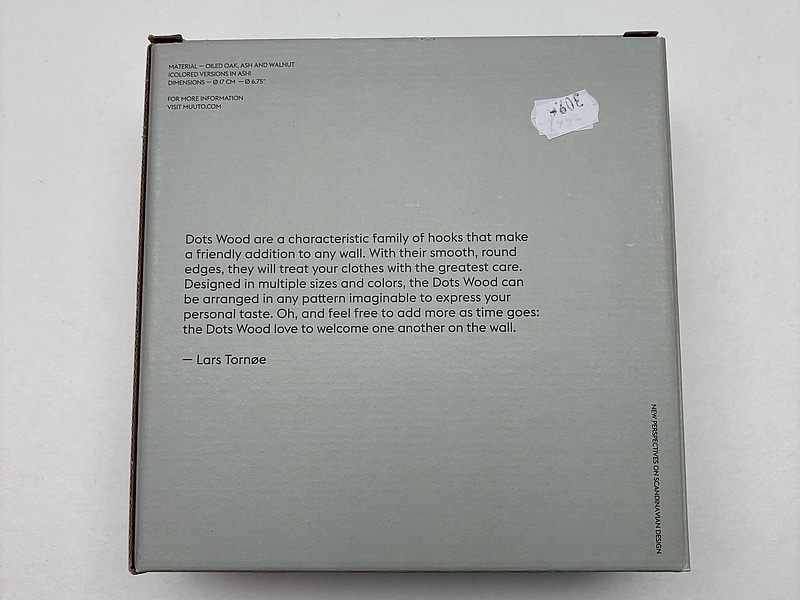 MATERIAL — OILED OAK, ASH AND WALNUT
(COLORED VERSIONS IN ASH)
DIMENSIONS — Ø 17 CM — Ø 6.75"
FOR MORE INFORMATION
VISIT MUUTO.COM
Dots Wood are a characteristic family of hooks that make
a friendly addition to any wall. With their smooth, round
edges, they will treat your clothes with the greatest care.
Designed in multiple sizes and colors, the Dots Wood can
be arranged in any pattern imaginable to express your
personal taste. Oh, and feel free to add more as time goes:
the Dots Wood love to welcome one another on the wall.
— Lars Tornøe
NEW PERSPECTIVES ON SCANDINAVIAN DESIGN